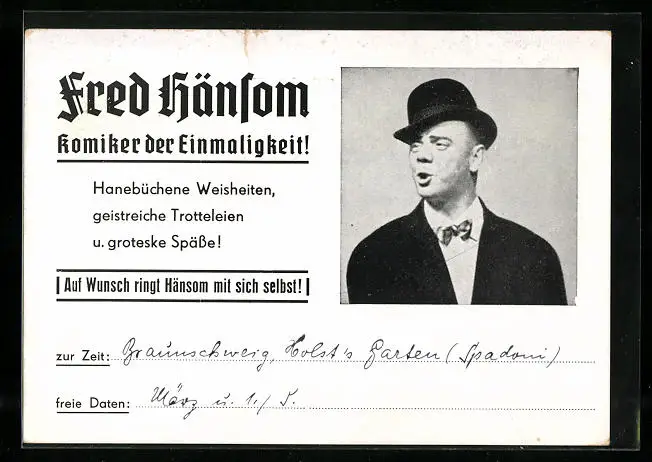 Fred Hänsom
Komiker der Einmaligkeit!
Hanebüchene Weisheiten,
geistreiche Trotteleien
u. groteske Späße!
Auf Wunsch ringt Hänsom mit sich selbst!
zur Zeit: Braunschweig, Holst's Garten (Spadoni)
freie Daten: März u. 1./5.